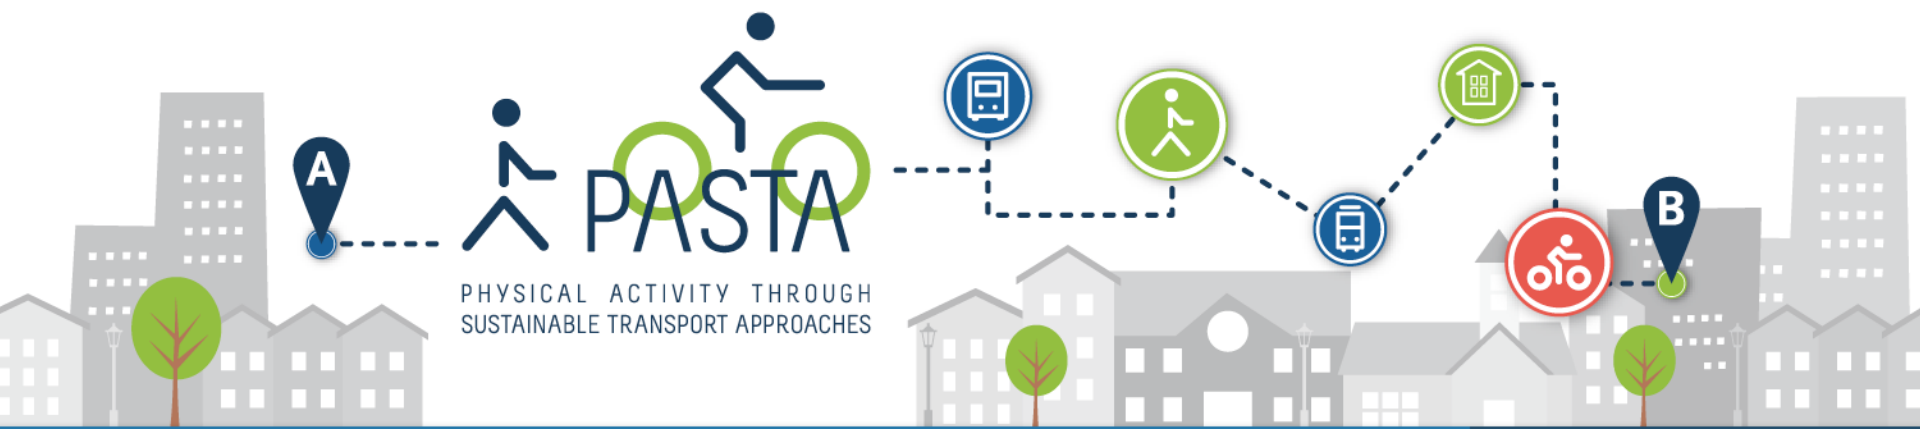 A
PASTA
PHYSICAL ACTIVITY THROUGH
SUSTAINABLE TRANSPORT APPROACHES
B